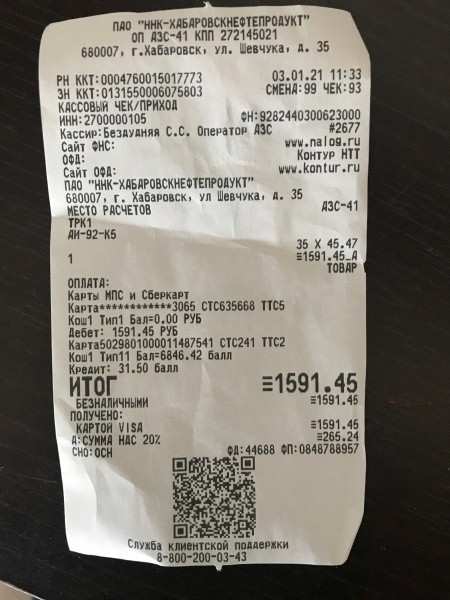 ПАО "ННК-ХАБАРОВСКНЕФТЕПРОДУКТ"
ОП АЗС-41 КПП 272145021
680007, г.Хабаровск, ул. Шевчука, д. 35
РН ККТ:0004760015017773 03.01.21 11:33
ЗН ККТ:0131550006075803 СМЕНА:99 ЧЕК:93
КАССОВЫЙ ЧЕК/ПРИХОД
ИНН:2700000105 ФН:9282440300623000
Кассир:Безаудняя С.С. Оператор АЗС #2677
Сайт ФНС: www.nalog.ru
ОФД: Контур НТТ
Сайт ОФД: www.kontur.ru
ПАО "ННК-ХАБАРОВСКНЕФТЕПРОДУКТ"
680007, г. Хабаровск, ул Шевчука, д. 35
МЕСТО РАСЧЕТОВ АЗС-41
ТРК1
АИ-92-К5
35 X 45.47
1 ≡1591.45_А
ТОВАР
ОПЛАТА:
Карты МПС и Сберкарт
Карта************3065 СТС635668 ТТС5
Кош1 Тип1 Бал=0.00 РУБ
Дебет: 1591.45 РУБ
Карта5029801000011487541 СТС241 ТТС2
Кош1 Тип11 Бал=6846.42 балл
Кредит: 31.50 балл
ИТОГ ≡1591.45
БЕЗНАЛИЧНЫМИ ≡1591.45
ПОЛУЧЕНО:
КАРТОЙ VISA ≡1591.45
А:СУММА НДС 20% ≡265.24
СНО:ОСН ФД:44688 ФП:0848788957
Служба клиентской поддержки
8-800-200-03-43